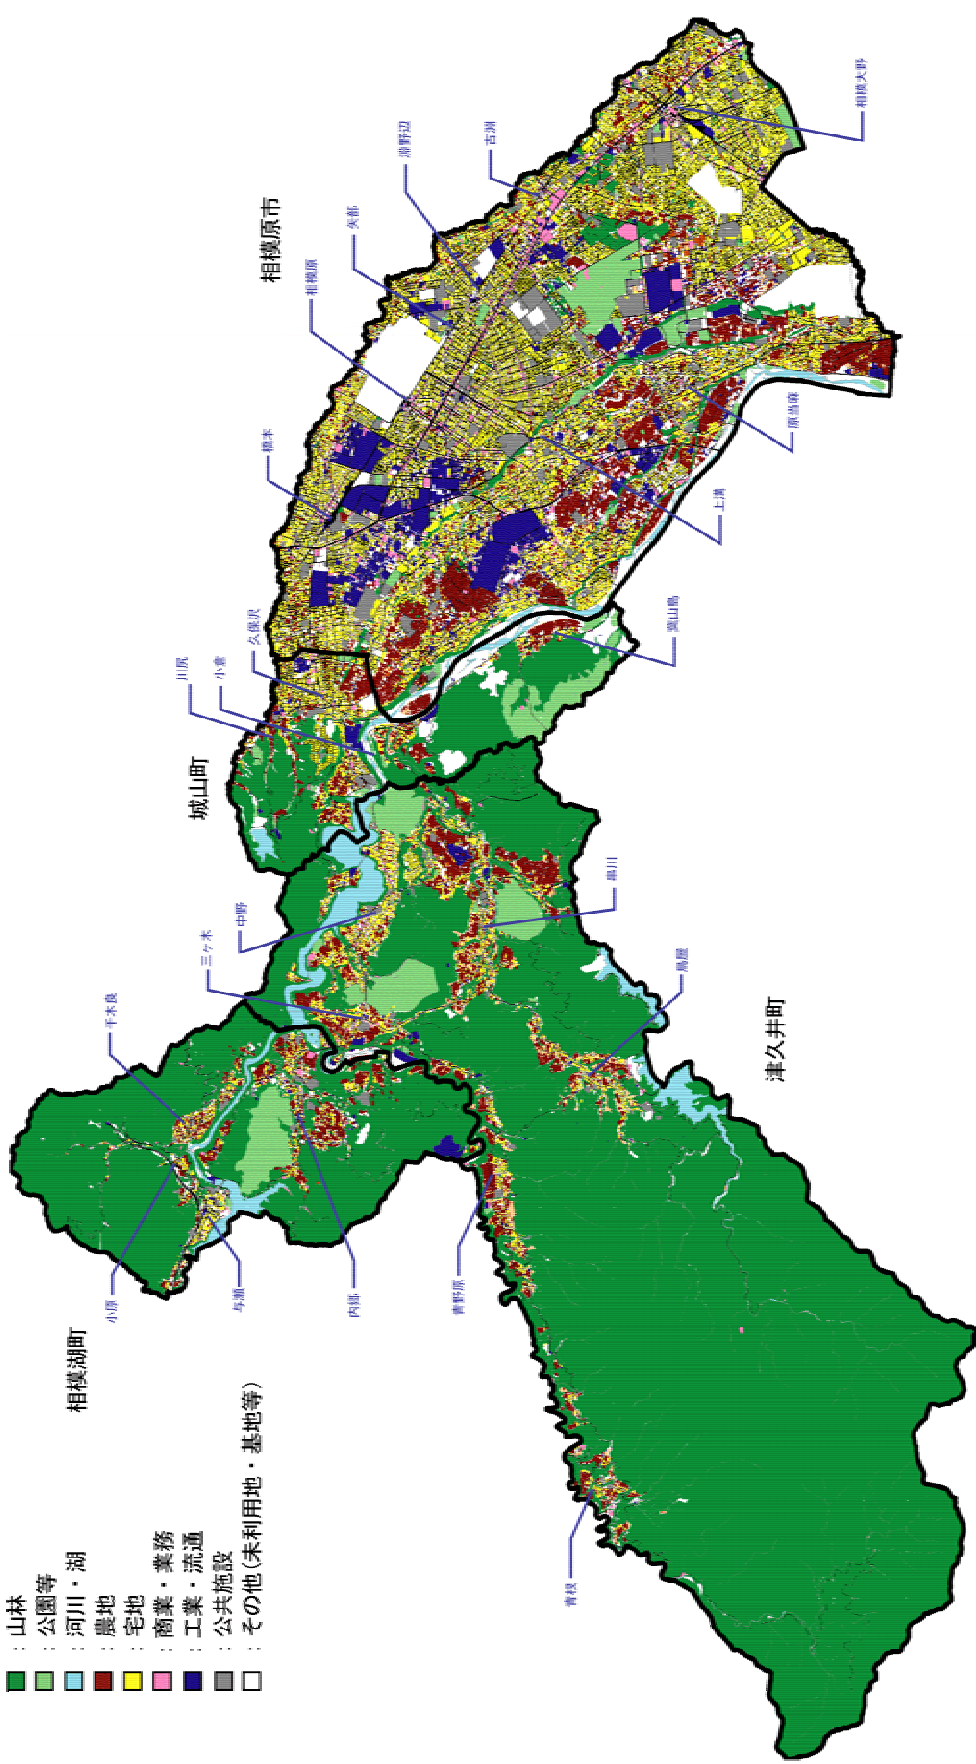 相模湖町
津久井町
城山町
相模原市
小原
与瀬
千木良
内郷
青野原
青根
三ケ木
中野
串川
鳥屋
川尻
小倉
久保沢
葉山島
橋本
相模原
矢部
淵野辺
古淵
上溝
原当麻
相模大野
：山林
：公園等
：河川・湖
：農地
：宅地
：商業・業務
：工業・流通
：公共施設
：その他(未利用地・基地等)